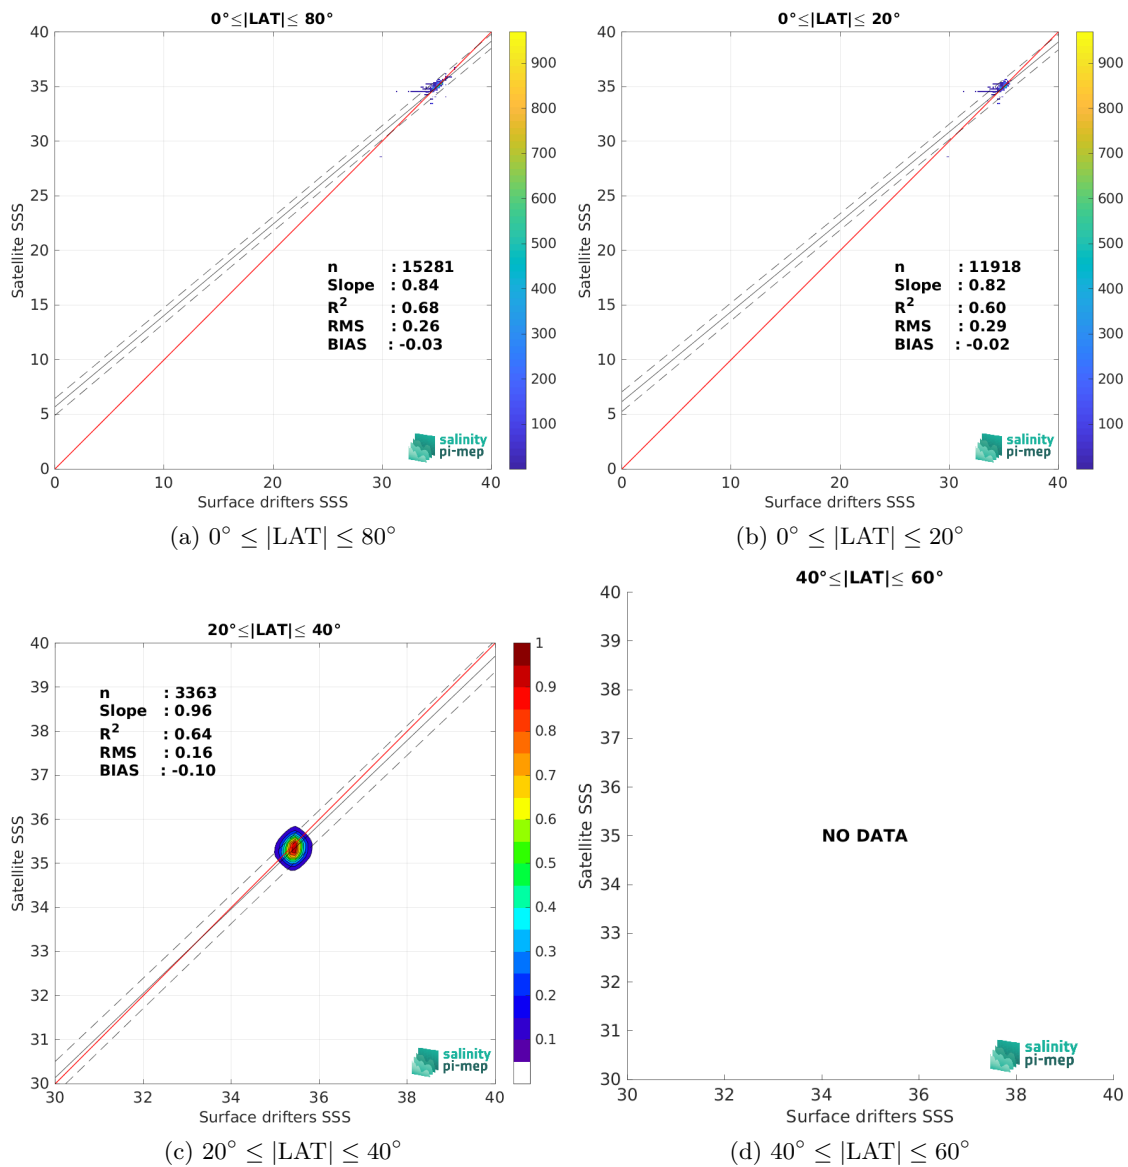 0°≤|LAT|≤ 80°
40
35
30
25
20
15
10
5
0
0
10
20
30
40
Satellite SSS
Surface drifters SSS
n : 15281
Slope : 0.84
R2 : 0.68
RMS : 0.26
BIAS : -0.03
900
800
700
600
500
400
300
200
100
salinity
pi-mep
(a) 0° ≤ |LAT| ≤ 80°
0°≤|LAT|≤ 20°
40
35
30
25
20
15
10
5
0
0
10
20
30
40
Satellite SSS
Surface drifters SSS
n : 11918
Slope : 0.82
R2 : 0.60
RMS : 0.29
BIAS : -0.02
900
800
700
600
500
400
300
200
100
salinity
pi-mep
(b) 0° ≤ |LAT| ≤ 20°
20°≤|LAT|≤ 40°
40
39
38
37
36
35
34
33
32
31
30
30
32
34
36
38
40
Satellite SSS
Surface drifters SSS
n : 3363
Slope : 0.96
R2 : 0.64
RMS : 0.16
BIAS : -0.10
1
0.9
0.8
0.7
0.6
0.5
0.4
0.3
0.2
0.1
salinity
pi-mep
(c) 20° ≤ |LAT| ≤ 40°
40°≤|LAT|≤ 60°
40
39
38
37
36
35
34
33
32
31
30
30
32
34
36
38
40
Satellite SSS
Surface drifters SSS
NO DATA
salinity
pi-mep
(d) 40° ≤ |LAT| ≤ 60°